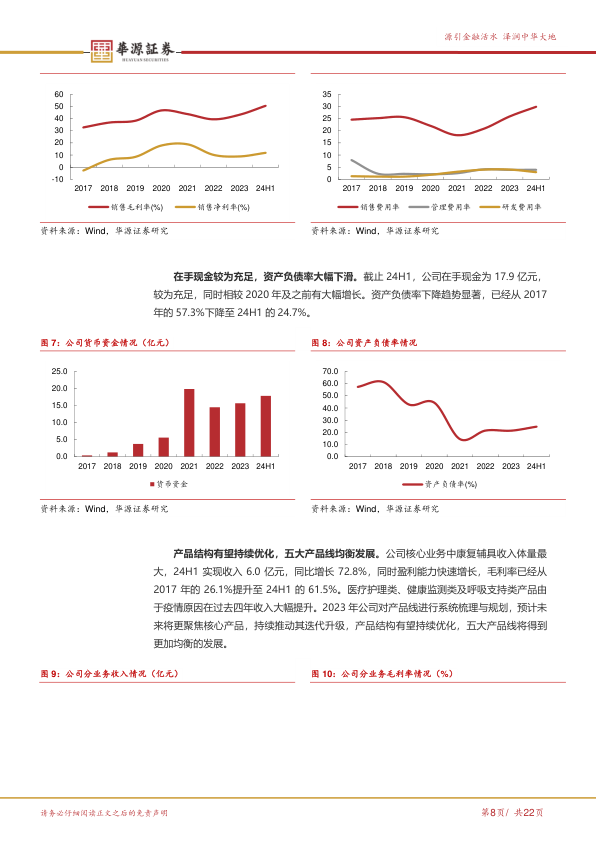 源引金融活水 泽润中华大地
華源証券
HUAYUAN SECURITIES
60
50
40
30
20
10
0
-10
2017 2018 2019 2020 2021 2022 2023 24H1
销售毛利率(%) 销售净利率(%)
35
30
25
20
15
10
5
0
2017 2018 2019 2020 2021 2022 2023 24H1
销售费用率 管理费用率 研发费用率
资料来源：Wind，华源证券研究
资料来源：Wind，华源证券研究
在手现金较为充足，资产负债率大幅下滑。截止 24H1，公司在手现金为 17.9 亿元，
较为充足，同时相较 2020 年及之前有大幅增长。资产负债率下降趋势显著，已经从 2017
年的 57.3%下降至 24H1 的 24.7%。
图 7：公司货币资金情况（亿元）
图 8：公司资产负债率情况
25.0
20.0
15.0
10.0
5.0
0.0
2017 2018 2019 2020 2021 2022 2023 24H1
货币资金
70.0
60.0
50.0
40.0
30.0
20.0
10.0
0.0
2017 2018 2019 2020 2021 2022 2023 24H1
资产负债率(%)
资料来源：Wind，华源证券研究
资料来源：Wind，华源证券研究
产品结构有望持续优化，五大产品线均衡发展。公司核心业务中康复辅具收入体量最
大，24H1 实现收入 6.0 亿元，同比增长 72.8%，同时盈利能力快速增长，毛利率已经从
2017 年的 26.1%提升至 24H1 的 61.5%。医疗护理类、健康监测类及呼吸支持类产品由
于疫情原因在过去四年收入大幅提升。2023 年公司对产品线进行系统梳理与规划，预计未
来将更聚焦核心产品，持续推动其迭代升级，产品结构有望持续优化，五大产品线将得到
更加均衡的发展。
图 9：公司分业务收入情况（亿元）
图 10：公司分业务毛利率情况（%）
请务必仔细阅读正文之后的免责声明
第8页/ 共22页